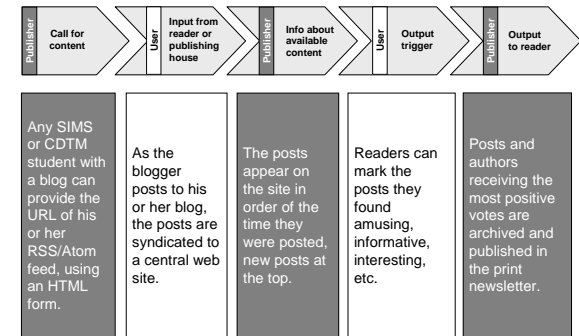 Publisher
Call for
content
User
Input from
reader or
publishing
house
Publisher
Info about
available
content
User
Output
trigger
Publisher
Output
to reader
Any SIMS
or CDTM
student with
a blog can
provide the
URL of his
or her
RSS/Atom
feed, using
an HTML
form.
As the
blogger
posts to his
or her blog,
the posts are
syndicated to
a central web
site.
The posts
appear on
the site in
order of the
time they
were posted,
new posts at
the top.
Readers can
mark the
posts they
found
amusing,
informative,
interesting,
etc.
Posts and
authors
receiving the
most positive
votes are
archived and
published in
the print
newsletter.